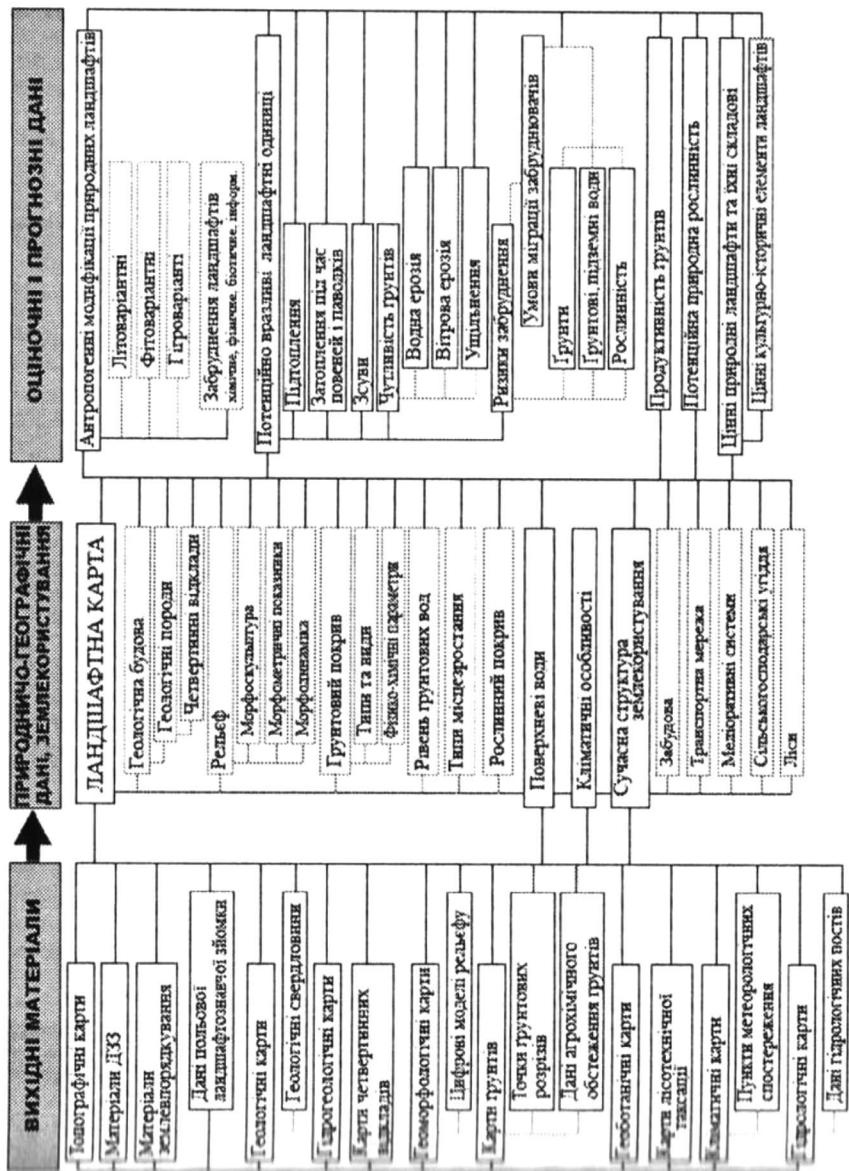 ВИХІДНІ МАТЕРІАЛИ
Топографічні карти
Матеріали ДЗЗ
Матеріали
землевпорядкування
Дані польової
ландшафтознавчої зйомки
Геологічні карти
Геологічні свердловини
Гідрогеологічні карти
Карти четвертинних
відкладів
Геоморфологічні карти
Цифрові моделі рельєфу
Карти ґрунтів
Точки ґрунтових
розрізів
Дані агрохімічного
обстеження ґрунтів
Геоботанічні карти
Карти лісотехнічної
таксації
Кліматичні карти
Пункти метеорологічних
спостереження
Гідрологічні карти
Дані гідрологічних постів
ПРИРОДНИЧО-ГЕОГРАФІЧНІ
ДАНІ, ЗЕМЛЕКОРИСТУВАННЯ
ЛАНДШАФТНА КАРТА
Геологічна будова
Геологічні породи
Четвертинні відклади
Рельєф
Морфоскульптура
Морфометричні показники
Морфодинаміка
Ґрунтовий покрив
Типи та види
Фізико-хімічні параметри
Рівень ґрунтових вод
Типи місцезростання
Рослинний покрив
Поверхневі води
Кліматичні особливості
Сучасна структура
землекористування
Забудова
Транспортна мережа
Меліоративні системи
Сільськогосподарські угіддя
Ліси
ОЦІНОЧНІ І ПРОГНОЗНІ ДАНІ
Антропогенні модифікації природних ландшафтів
Літоваріантні
Фітоваріантні
Гідроваріанті
Забруднення ландшафтів
хімічне, фізичне, біотичне, інформ.
Потенційно вразливі ландшафтні одиниці
Підтоплення
Затоплення під час
повеней і паводків
Зсуви
Чутливість ґрунтів
Водна ерозія
Вітрова ерозія
Ущільнення
Ризики забруднення
Умови міграції забруднювачів
Ґрунти
Ґрунтові, підземні води
Рослинність
Продуктивність ґрунтів
Потенційна природна рослинність
Цінні природні ландшафти та їхні складові
Цінні культурно-історичні елементи ландшафтів